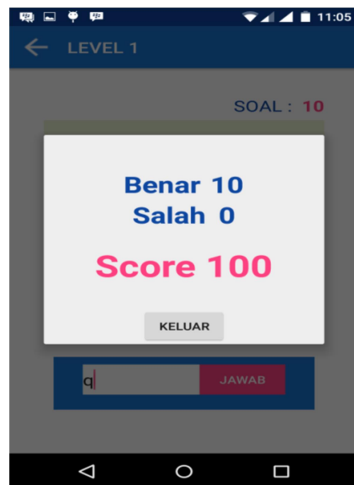 11:05
LEVEL 1
SOAL : 10
Benar 10
Salah 0
Score 100
KELUAR
q
JAWAB